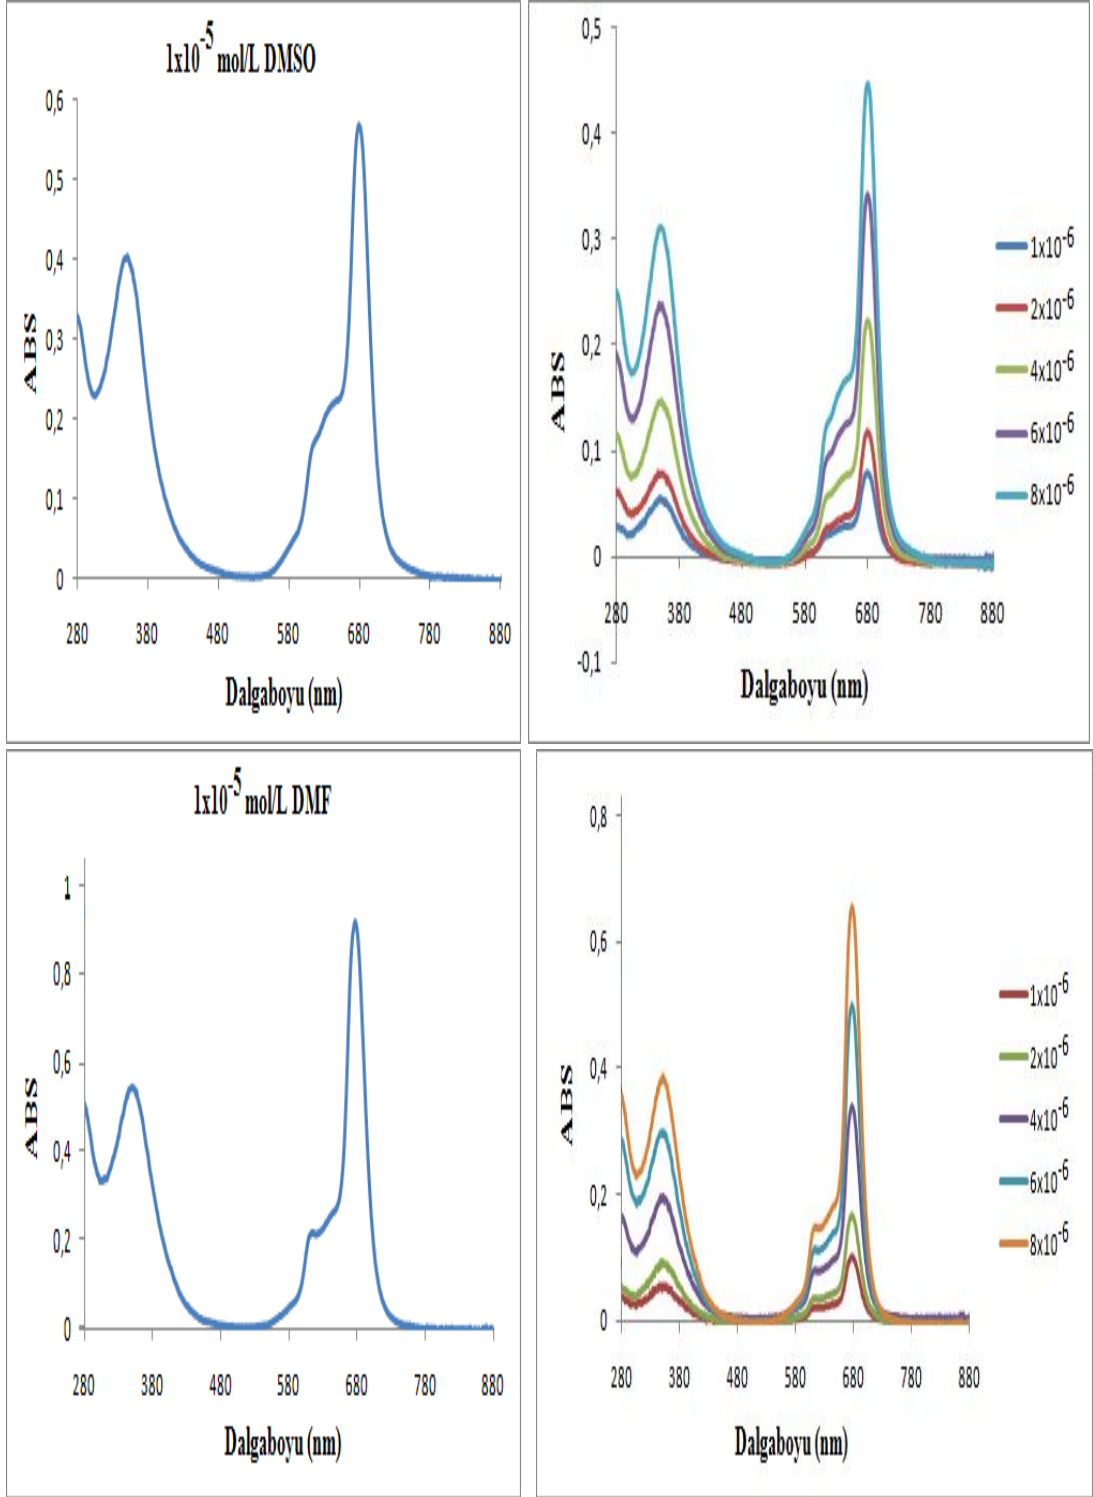 1x10-5 mol/L DMSO
0,6
0,5
0,4
0,3
0,2
0,1
0
ABS
280 380 480 580 680 780 880
Dalgaboyu (nm)
0,5
0,4
0,3
0,2
0,1
0
-0,1
ABS
280 380 480 580 680 780 880
Dalgaboyu (nm)
1x10-6
2x10-6
4x10-6
6x10-6
8x10-6
1x10-5 mol/L DMF
1
0,8
0,6
0,4
0,2
0
ABS
280 380 480 580 680 780 880
Dalgaboyu (nm)
0,8
0,6
0,4
0,2
0
ABS
280 380 480 580 680 780 880
Dalgaboyu (nm)
1x10-6
2x10-6
4x10-6
6x10-6
8x10-6